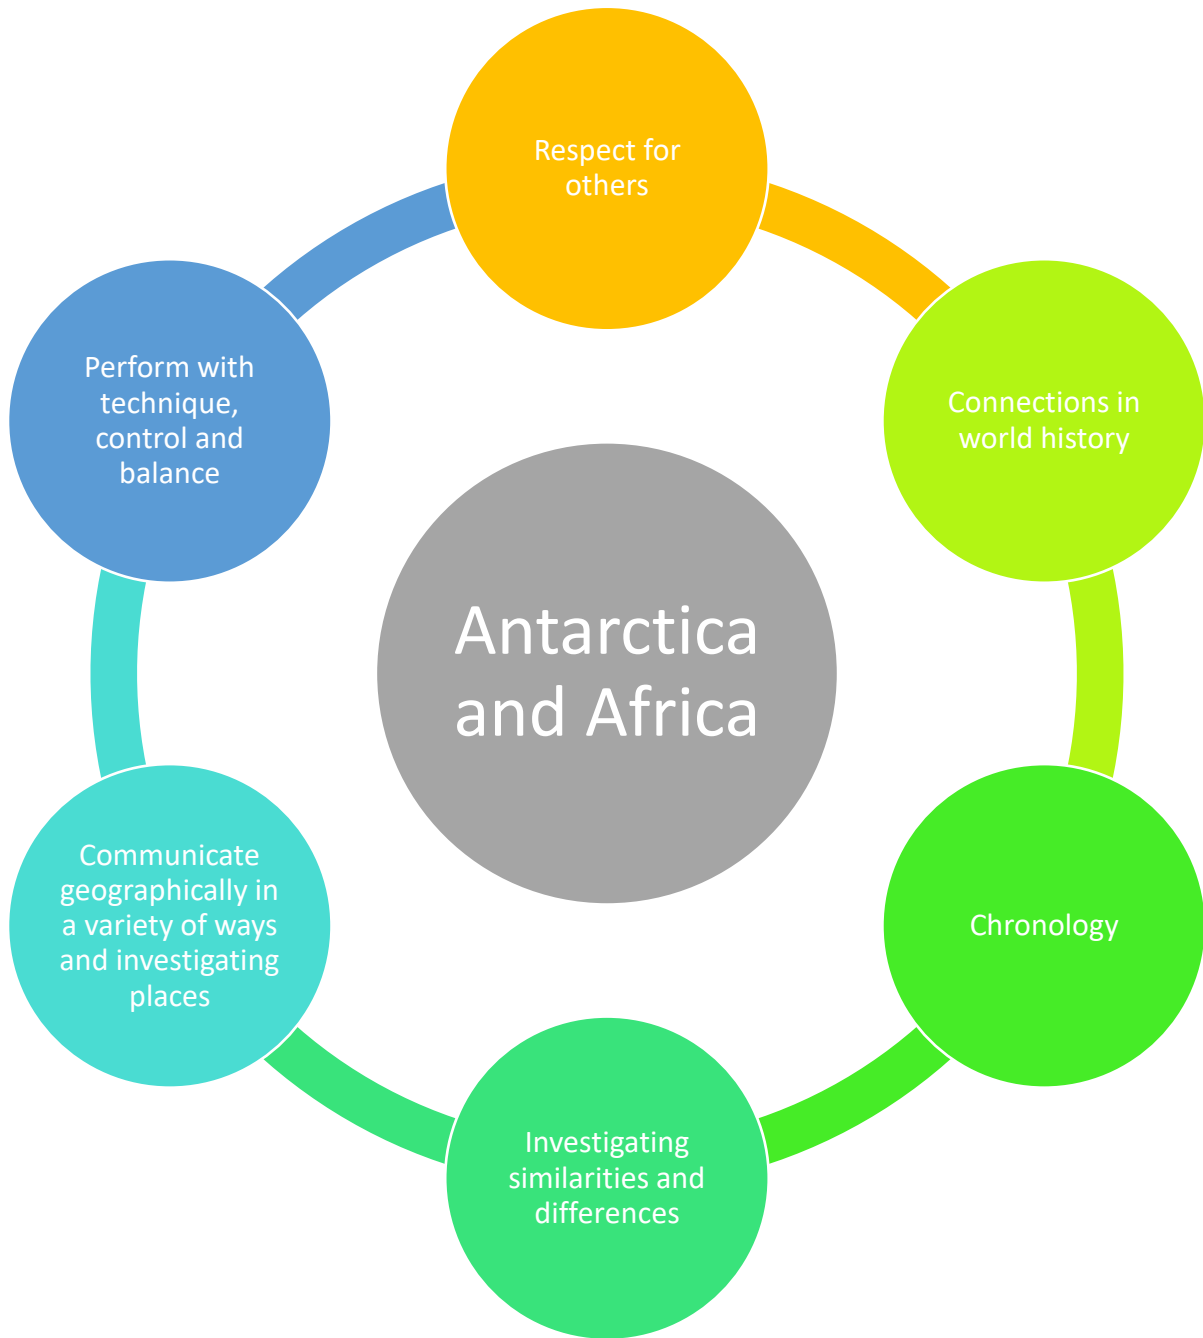 Respect for
others
Connections in
world history
Chronology
Investigating
similarities and
differences
Communicate
geographically in
a variety of ways
and investigating
places
Perform with
technique,
control and
balance
Antarctica
and Africa